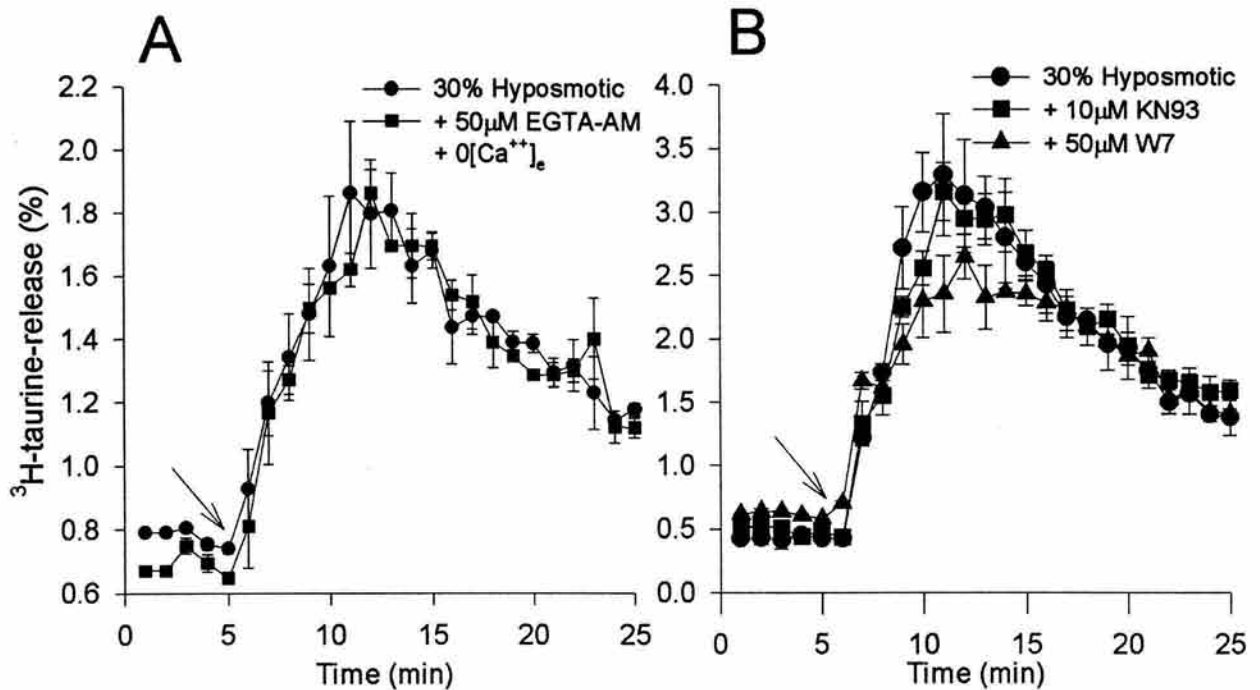 A
30% Hyposmotic
+ 50μM EGTA-AM
+ 0[Ca⁺⁺]ₑ
2.2
2.0
1.8
1.6
1.4
1.2
1.0
0.8
0.6
³H-taurine-release (%)
0 5 10 15 20 25
Time (min)
B
30% Hyposmotic
+ 10μM KN93
+ 50μM W7
4.0
3.5
3.0
2.5
2.0
1.5
1.0
0.5
0.0
0 5 10 15 20 25
Time (min)